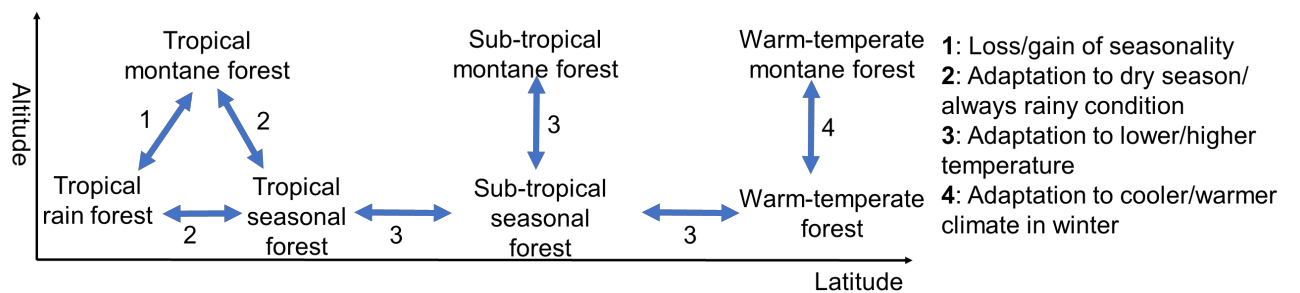 Tropical
montane forest
Sub-tropical
montane forest
Warm-temperate
montane forest
Altitude
1
2
3
4
Tropical
rain forest
2
Tropical
seasonal
forest
3
Sub-tropical
seasonal
forest
3
Warm-temperate
forest
Latitude
1: Loss/gain of seasonality
2: Adaptation to dry season/
always rainy condition
3: Adaptation to lower/higher
temperature
4: Adaptation to cooler/warmer
climate in winter